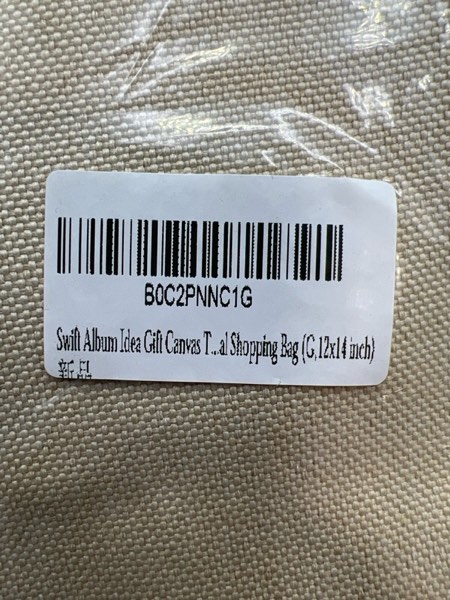 B0C2PNNC1G
Swift Album Idea Gift Canvas T...al Shopping Bag (G,12x14 inch)
新品